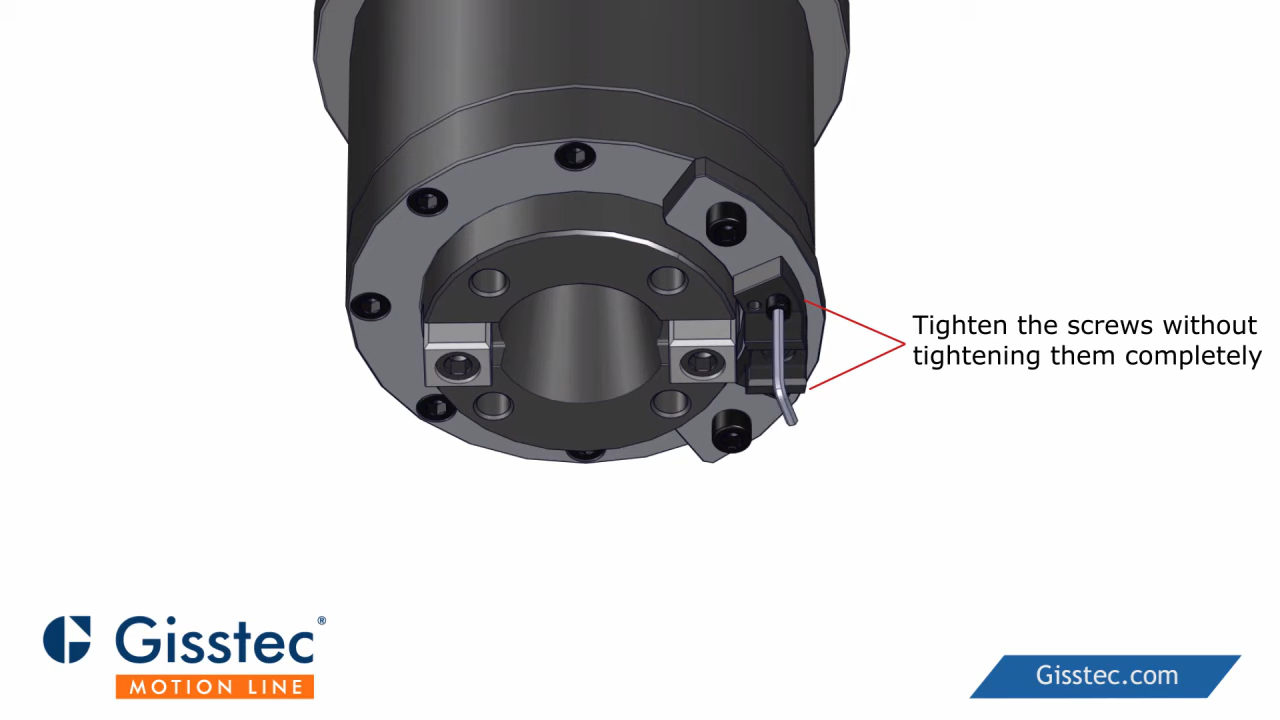 Tighten the screws without
tightening them completely
Gisstec®
MOTION LINE
Gisstec.com